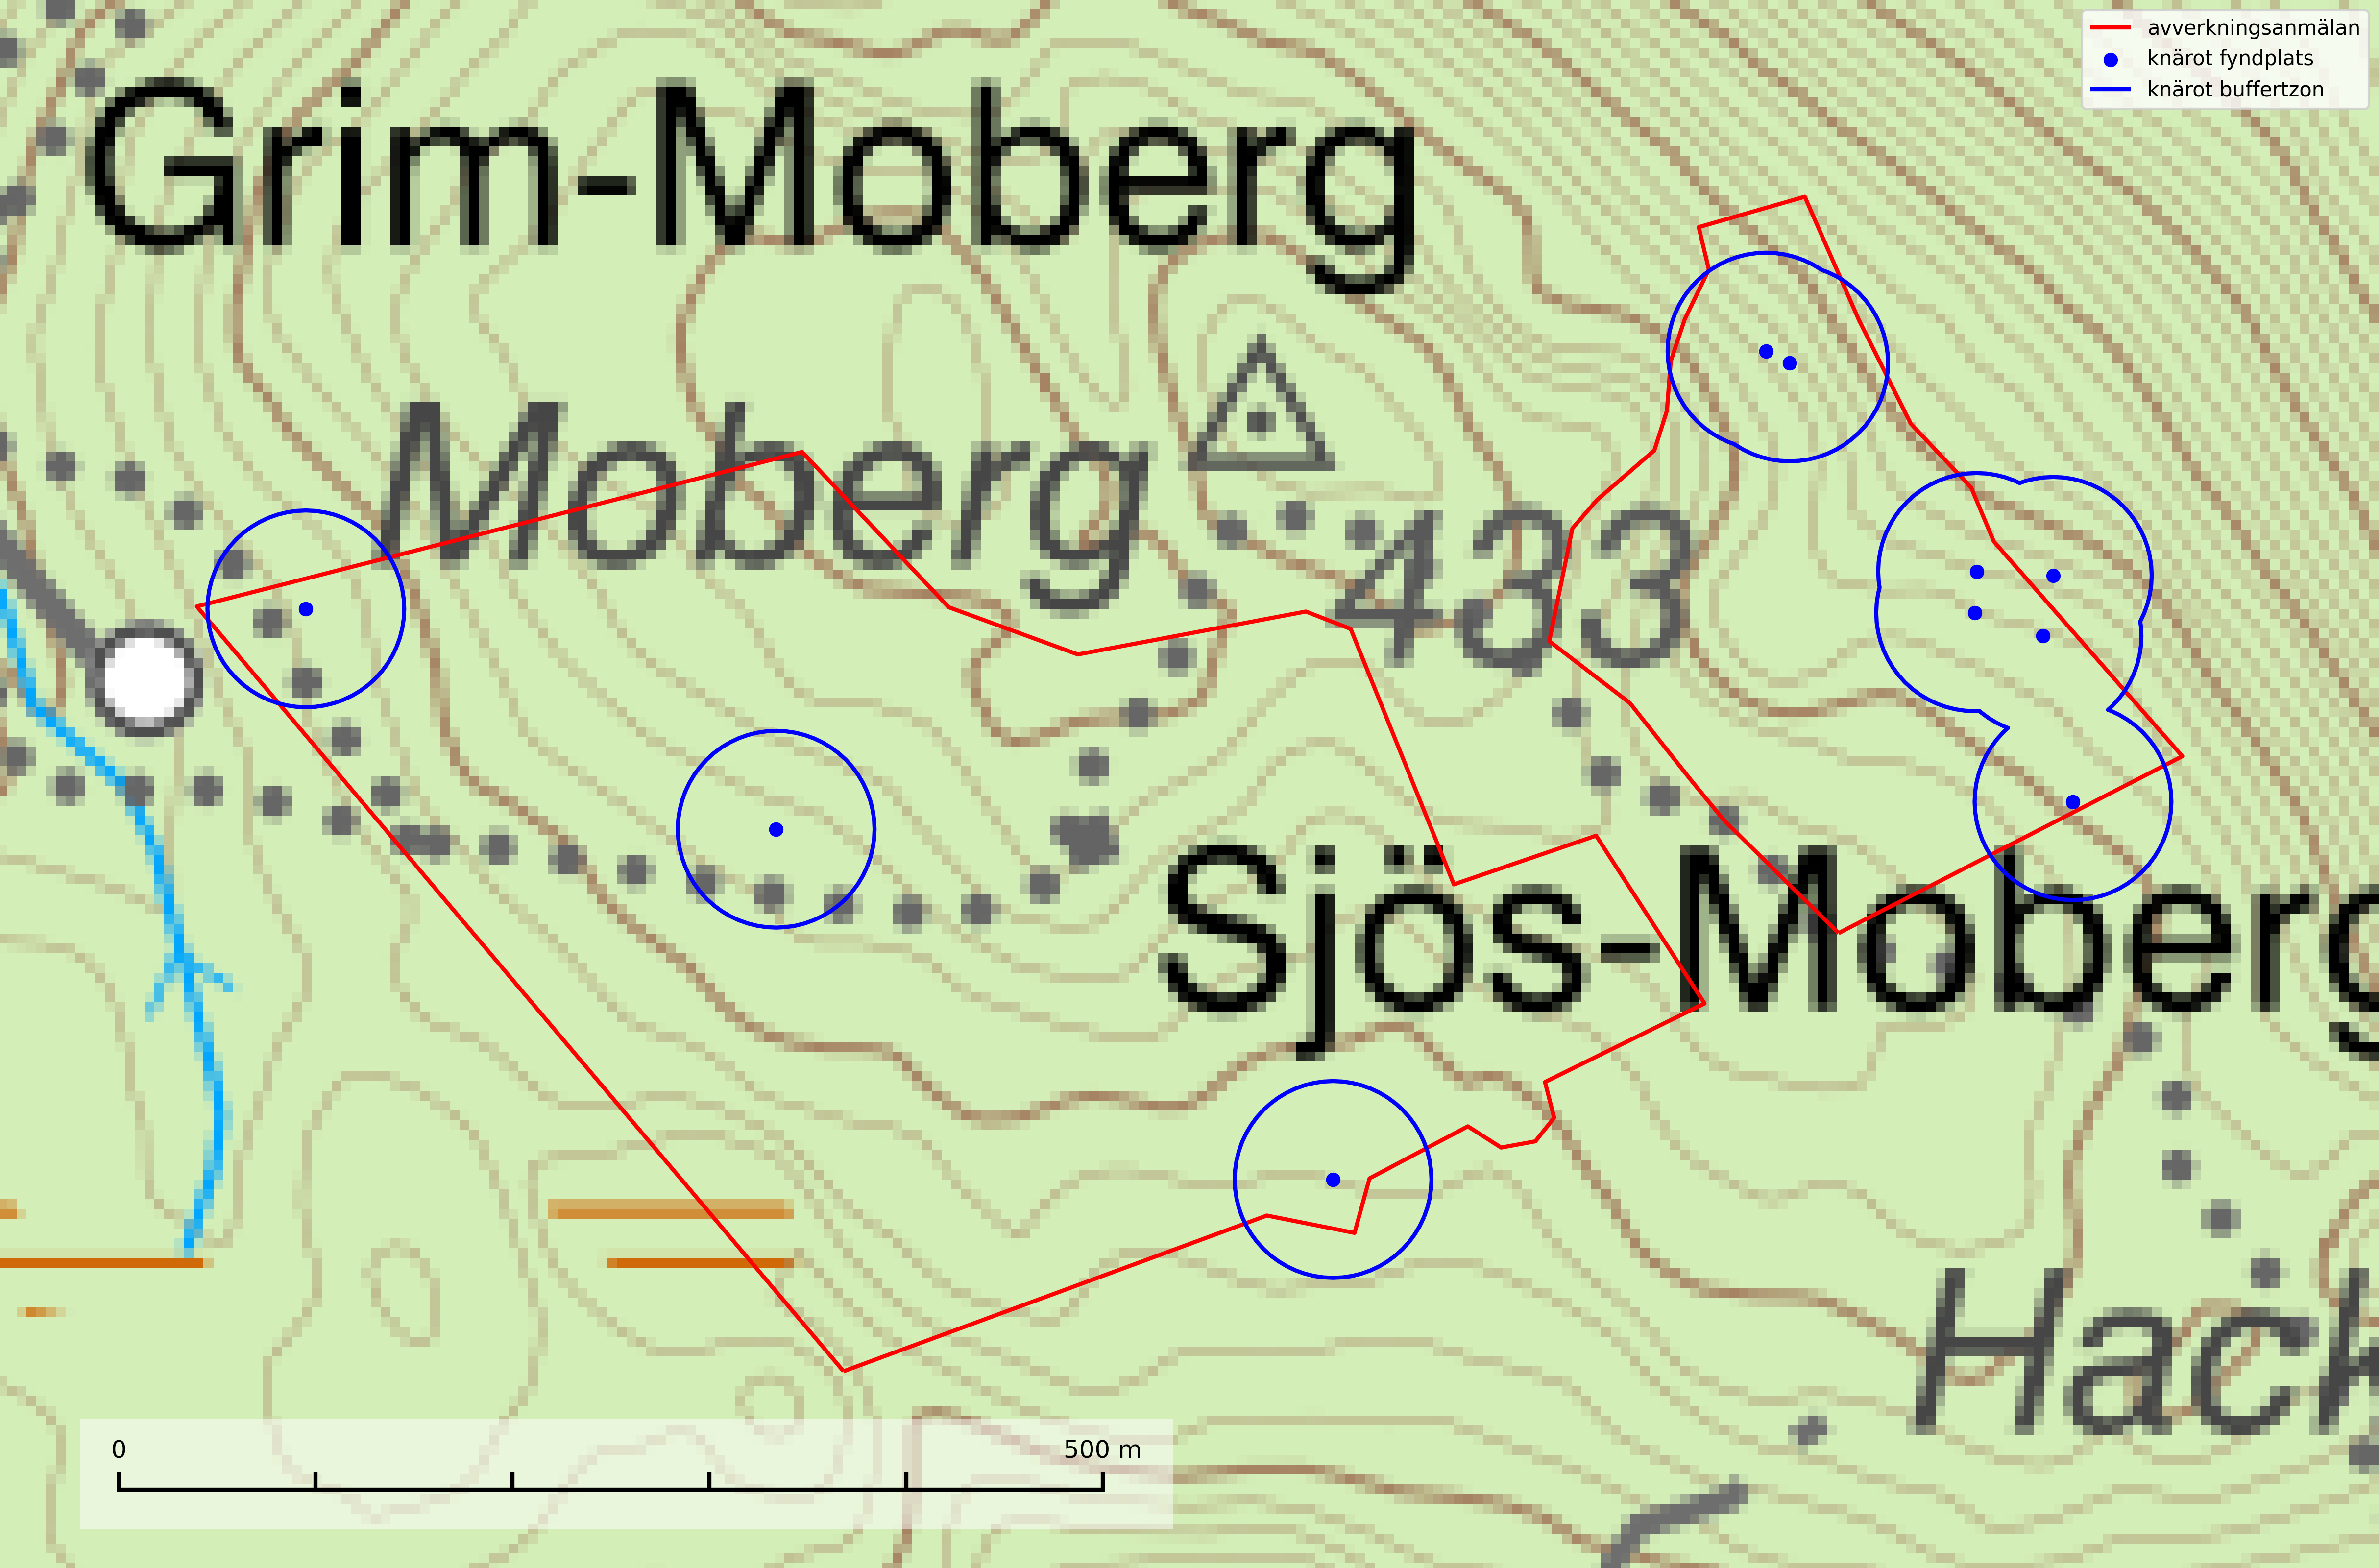 avverkningsanmälan
knärot fyndplats
knärot buffertzon
Grim-Moberg
Moberg
433
Sjös-Moberg
Hack
0 500 m